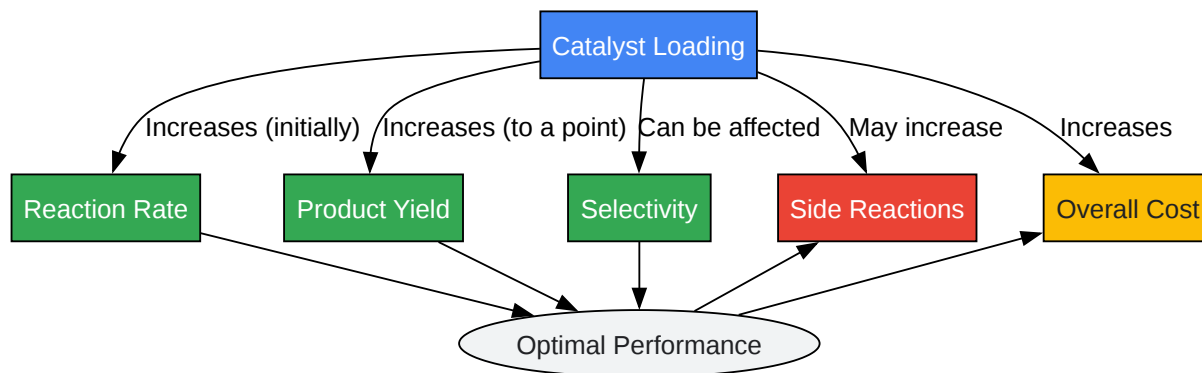 Catalyst Loading
Increases (initially)
Increases (to a point)
Can be affected
May increase
Increases
Reaction Rate
Product Yield
Selectivity
Side Reactions
Overall Cost
Optimal Performance